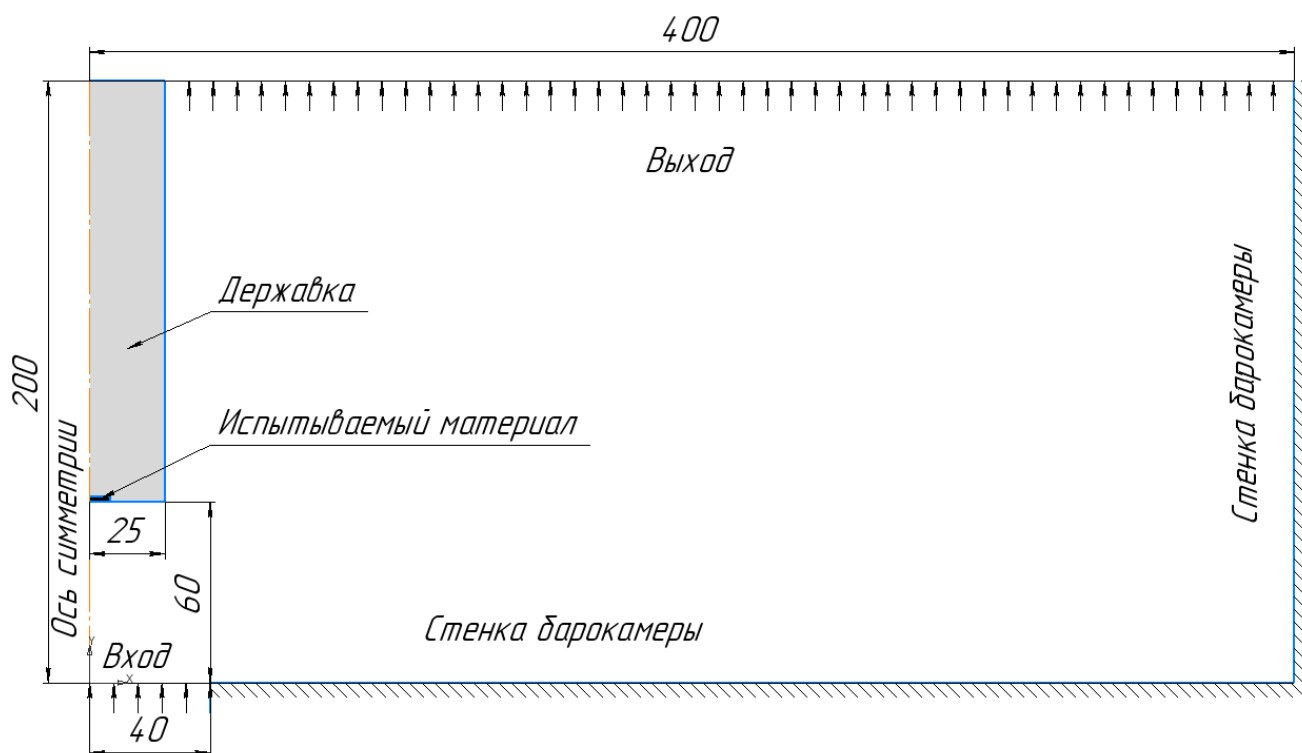 400
Выход
Державка
Стенка барокамеры
200
Испытываемый материал
Ось симметрии
25
60
Стенка барокамеры
Y
Вход
X
40